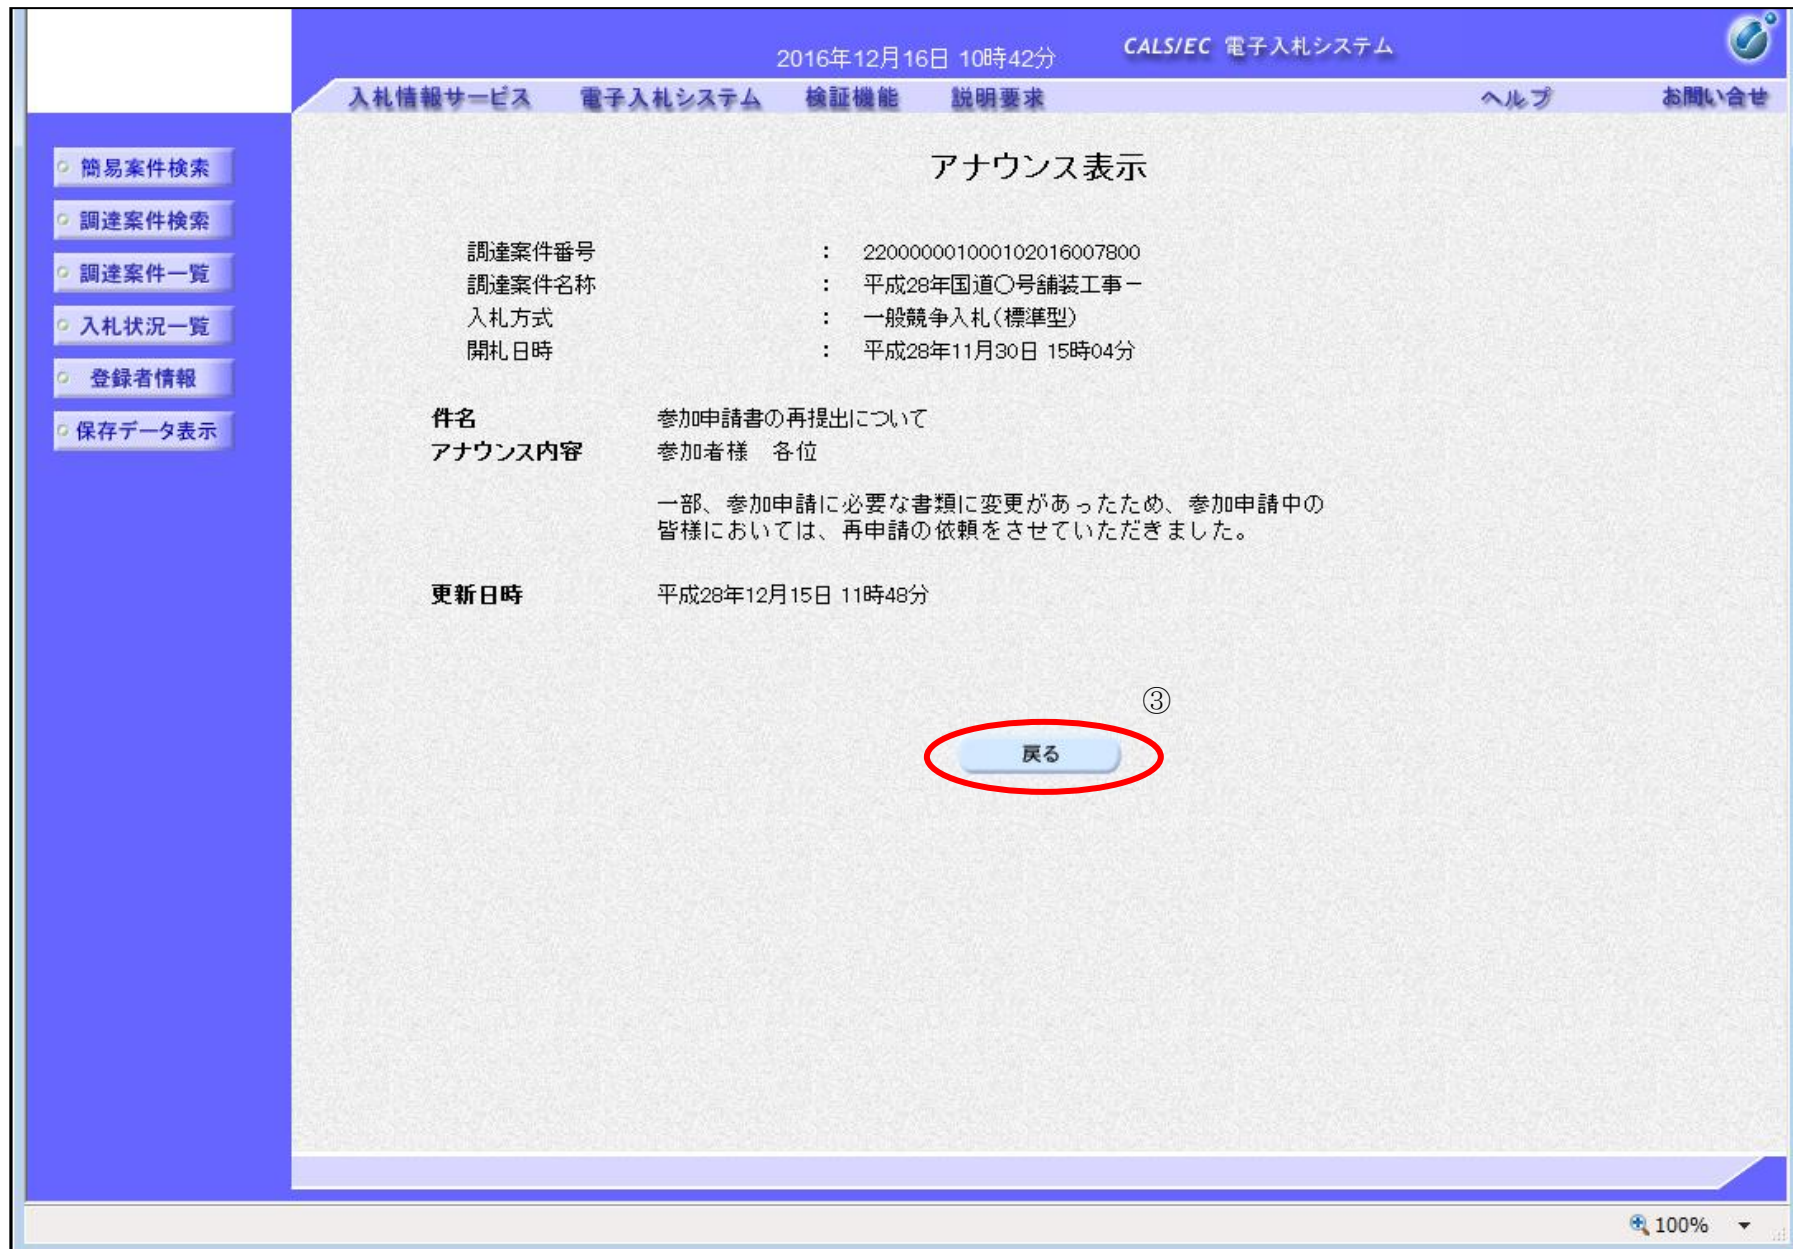 2016年12月16日 10時42分 CALS/EC 電子入札システム
入札情報サービス 電子入札システム 検証機能 説明要求 ヘルプ お問い合せ
簡易案件検索
調達案件検索
調達案件一覧
入札状況一覧
登録者情報
保存データ表示
アナウンス表示
調達案件番号 : 220000001000102016007800
調達案件名称 : 平成28年国道〇号舗装工事－
入札方式 : 一般競争入札(標準型)
開札日時 : 平成28年11月30日 15時04分
件名 参加申請書の再提出について
アナウンス内容 参加者様　各位
一部、参加申請に必要な書類に変更があったため、参加申請中の
皆様においては、再申請の依頼をさせていただきました。
更新日時 平成28年12月15日 11時48分
③
戻る
100%